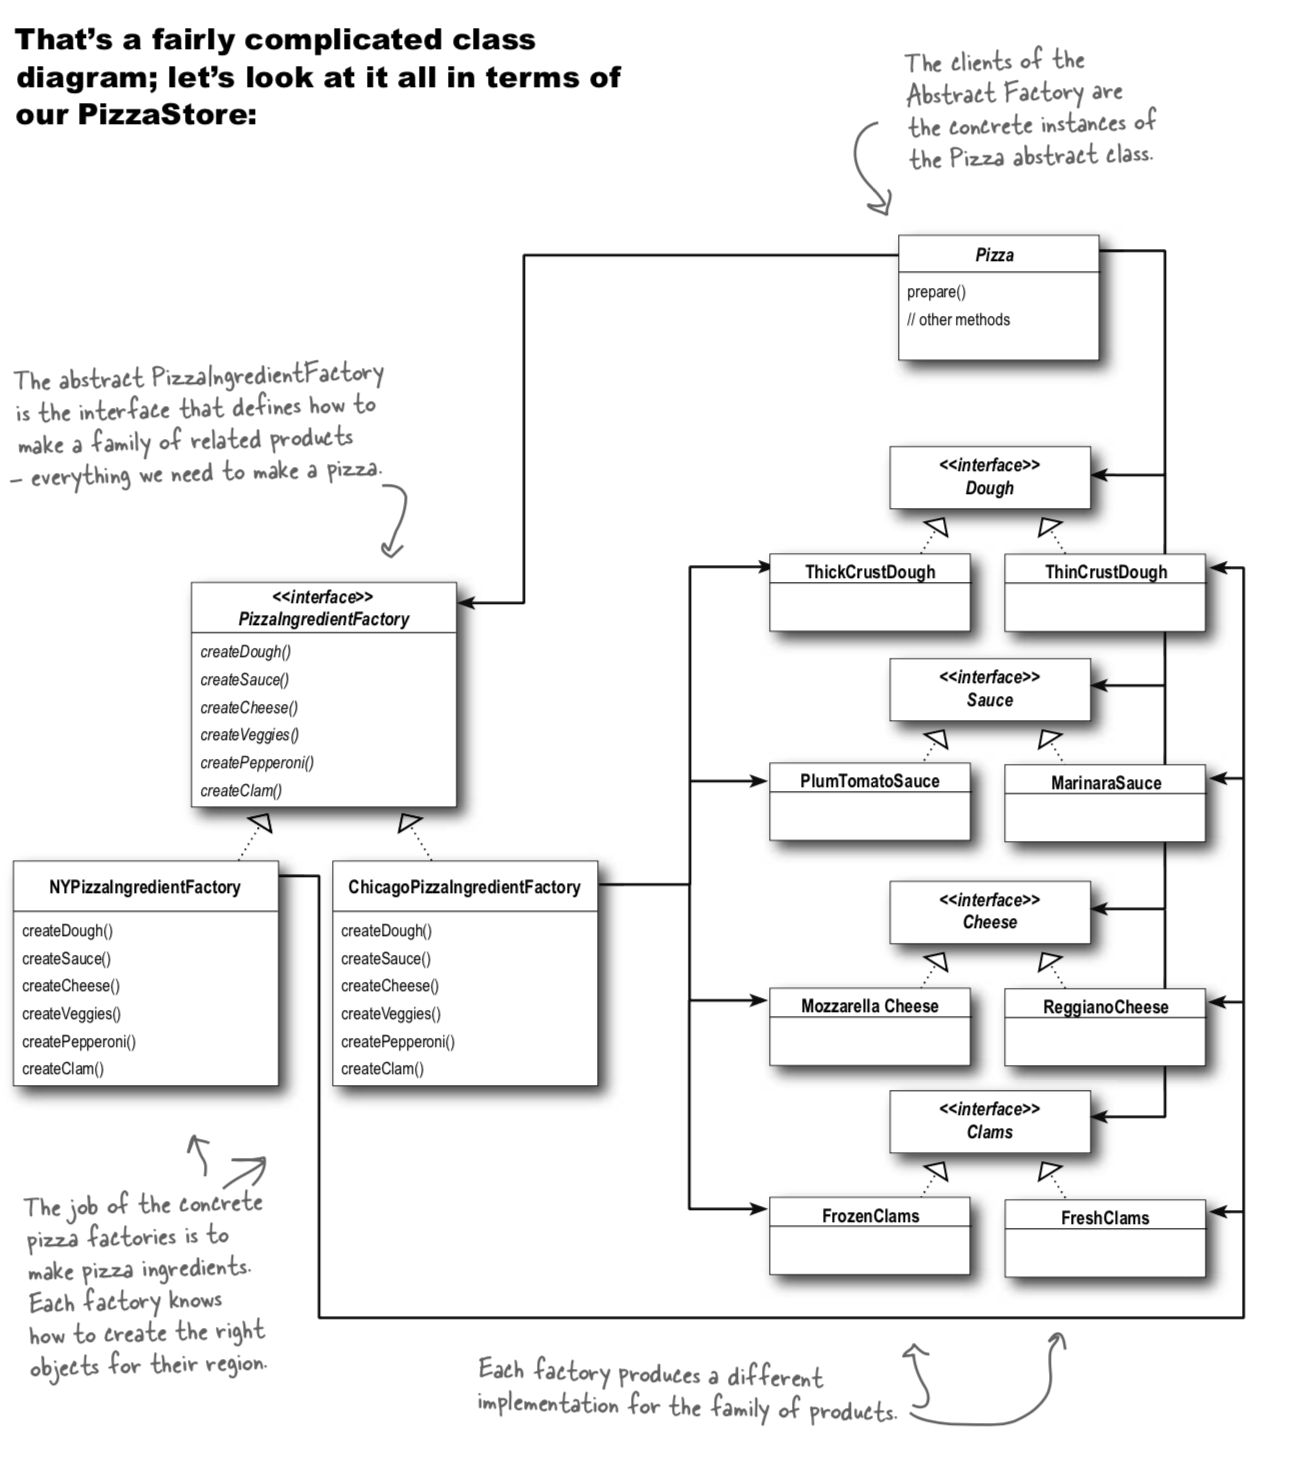 That's a fairly complicated class
diagram; let's look at it all in terms of
our PizzaStore:
The clients of the
Abstract Factory are
the concrete instances of
the Pizza abstract class.
Pizza
prepare()
// other methods
The abstract PizzaIngredientFactory
is the interface that defines how to
make a family of related products
– everything we need to make a pizza.
<<interface>>
PizzaIngredientFactory
createDough()
createSauce()
createCheese()
createVeggies()
createPepperoni()
createClam()
NYPizzaIngredientFactory
createDough()
createSauce()
createCheese()
createVeggies()
createPepperoni()
createClam()
ChicagoPizzaIngredientFactory
createDough()
createSauce()
createCheese()
createVeggies()
createPepperoni()
createClam()
<<interface>>
Dough
ThickCrustDough
ThinCrustDough
<<interface>>
Sauce
PlumTomatoSauce
MarinaraSauce
<<interface>>
Cheese
Mozzarella Cheese
ReggianoCheese
<<interface>>
Clams
FrozenClams
FreshClams
The job of the concrete
pizza factories is to
make pizza ingredients.
Each factory knows
how to create the right
objects for their region.
Each factory produces a different
implementation for the family of products.